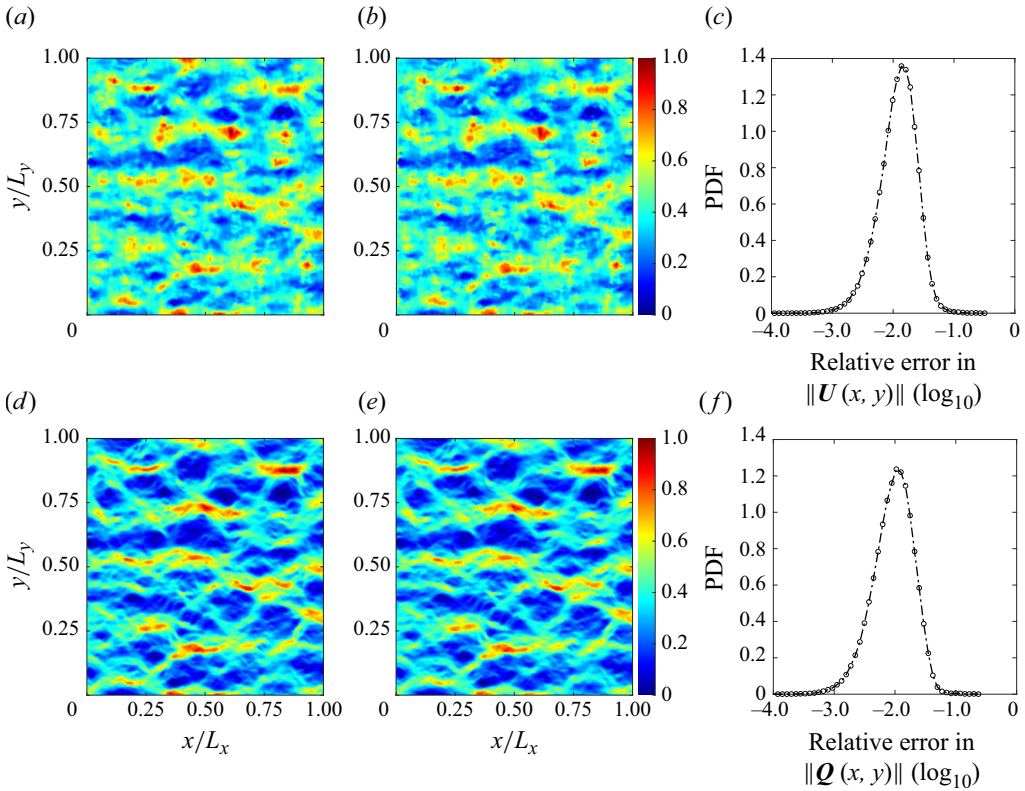 (a)
(b)
(c)
1.00
0.75
0.50
0.25
0
y/L_y
1.0
0.8
0.6
0.4
0.2
0
1.4
1.2
1.0
0.8
0.6
0.4
0.2
0
PDF
−4.0 −3.0 −2.0 −1.0 0
Relative error in
‖U (x, y)‖ (log₁₀)
(d)
(e)
(f)
1.00
0.75
0.50
0.25
0
y/L_y
0.25 0.50 0.75 1.00
x/L_x
0 0.25 0.50 0.75 1.00
x/L_x
1.0
0.8
0.6
0.4
0.2
0
1.4
1.2
1.0
0.8
0.6
0.4
0.2
0
PDF
−4.0 −3.0 −2.0 −1.0 0
Relative error in
‖Q (x, y)‖ (log₁₀)